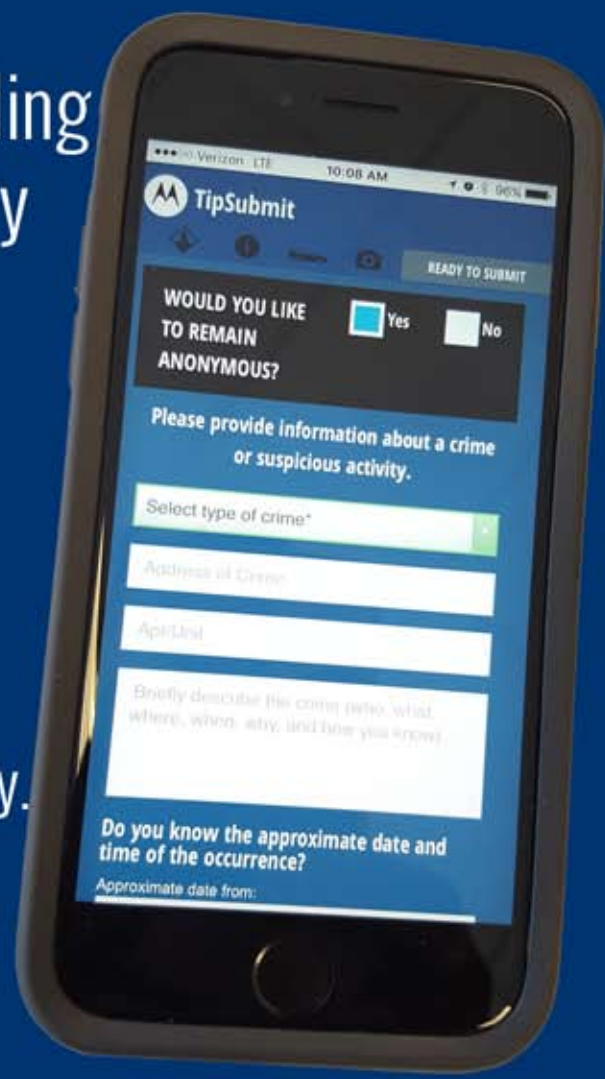 ling
y
y.
Verizon LTE 10:08 AM 96%
TipSubmit
READY TO SUBMIT
WOULD YOU LIKE
TO REMAIN
ANONYMOUS?
Yes No
Please provide information about a crime
or suspicious activity.
Select type of crime*
Address of Crime
Apt/Unit
Briefly describe the crime (who, what,
where, when, why, and how you know)
Do you know the approximate date and
time of the occurrence?
Approximate date from: